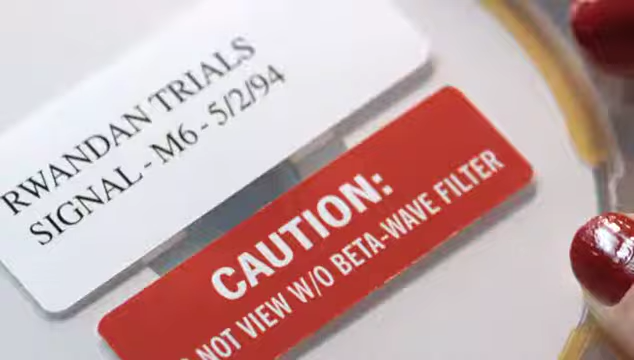 RWANDAN TRIALS
SIGNAL - M6 - 5/2/94
CAUTION:
NOT VIEW W/O BETA-WAVE FILTER